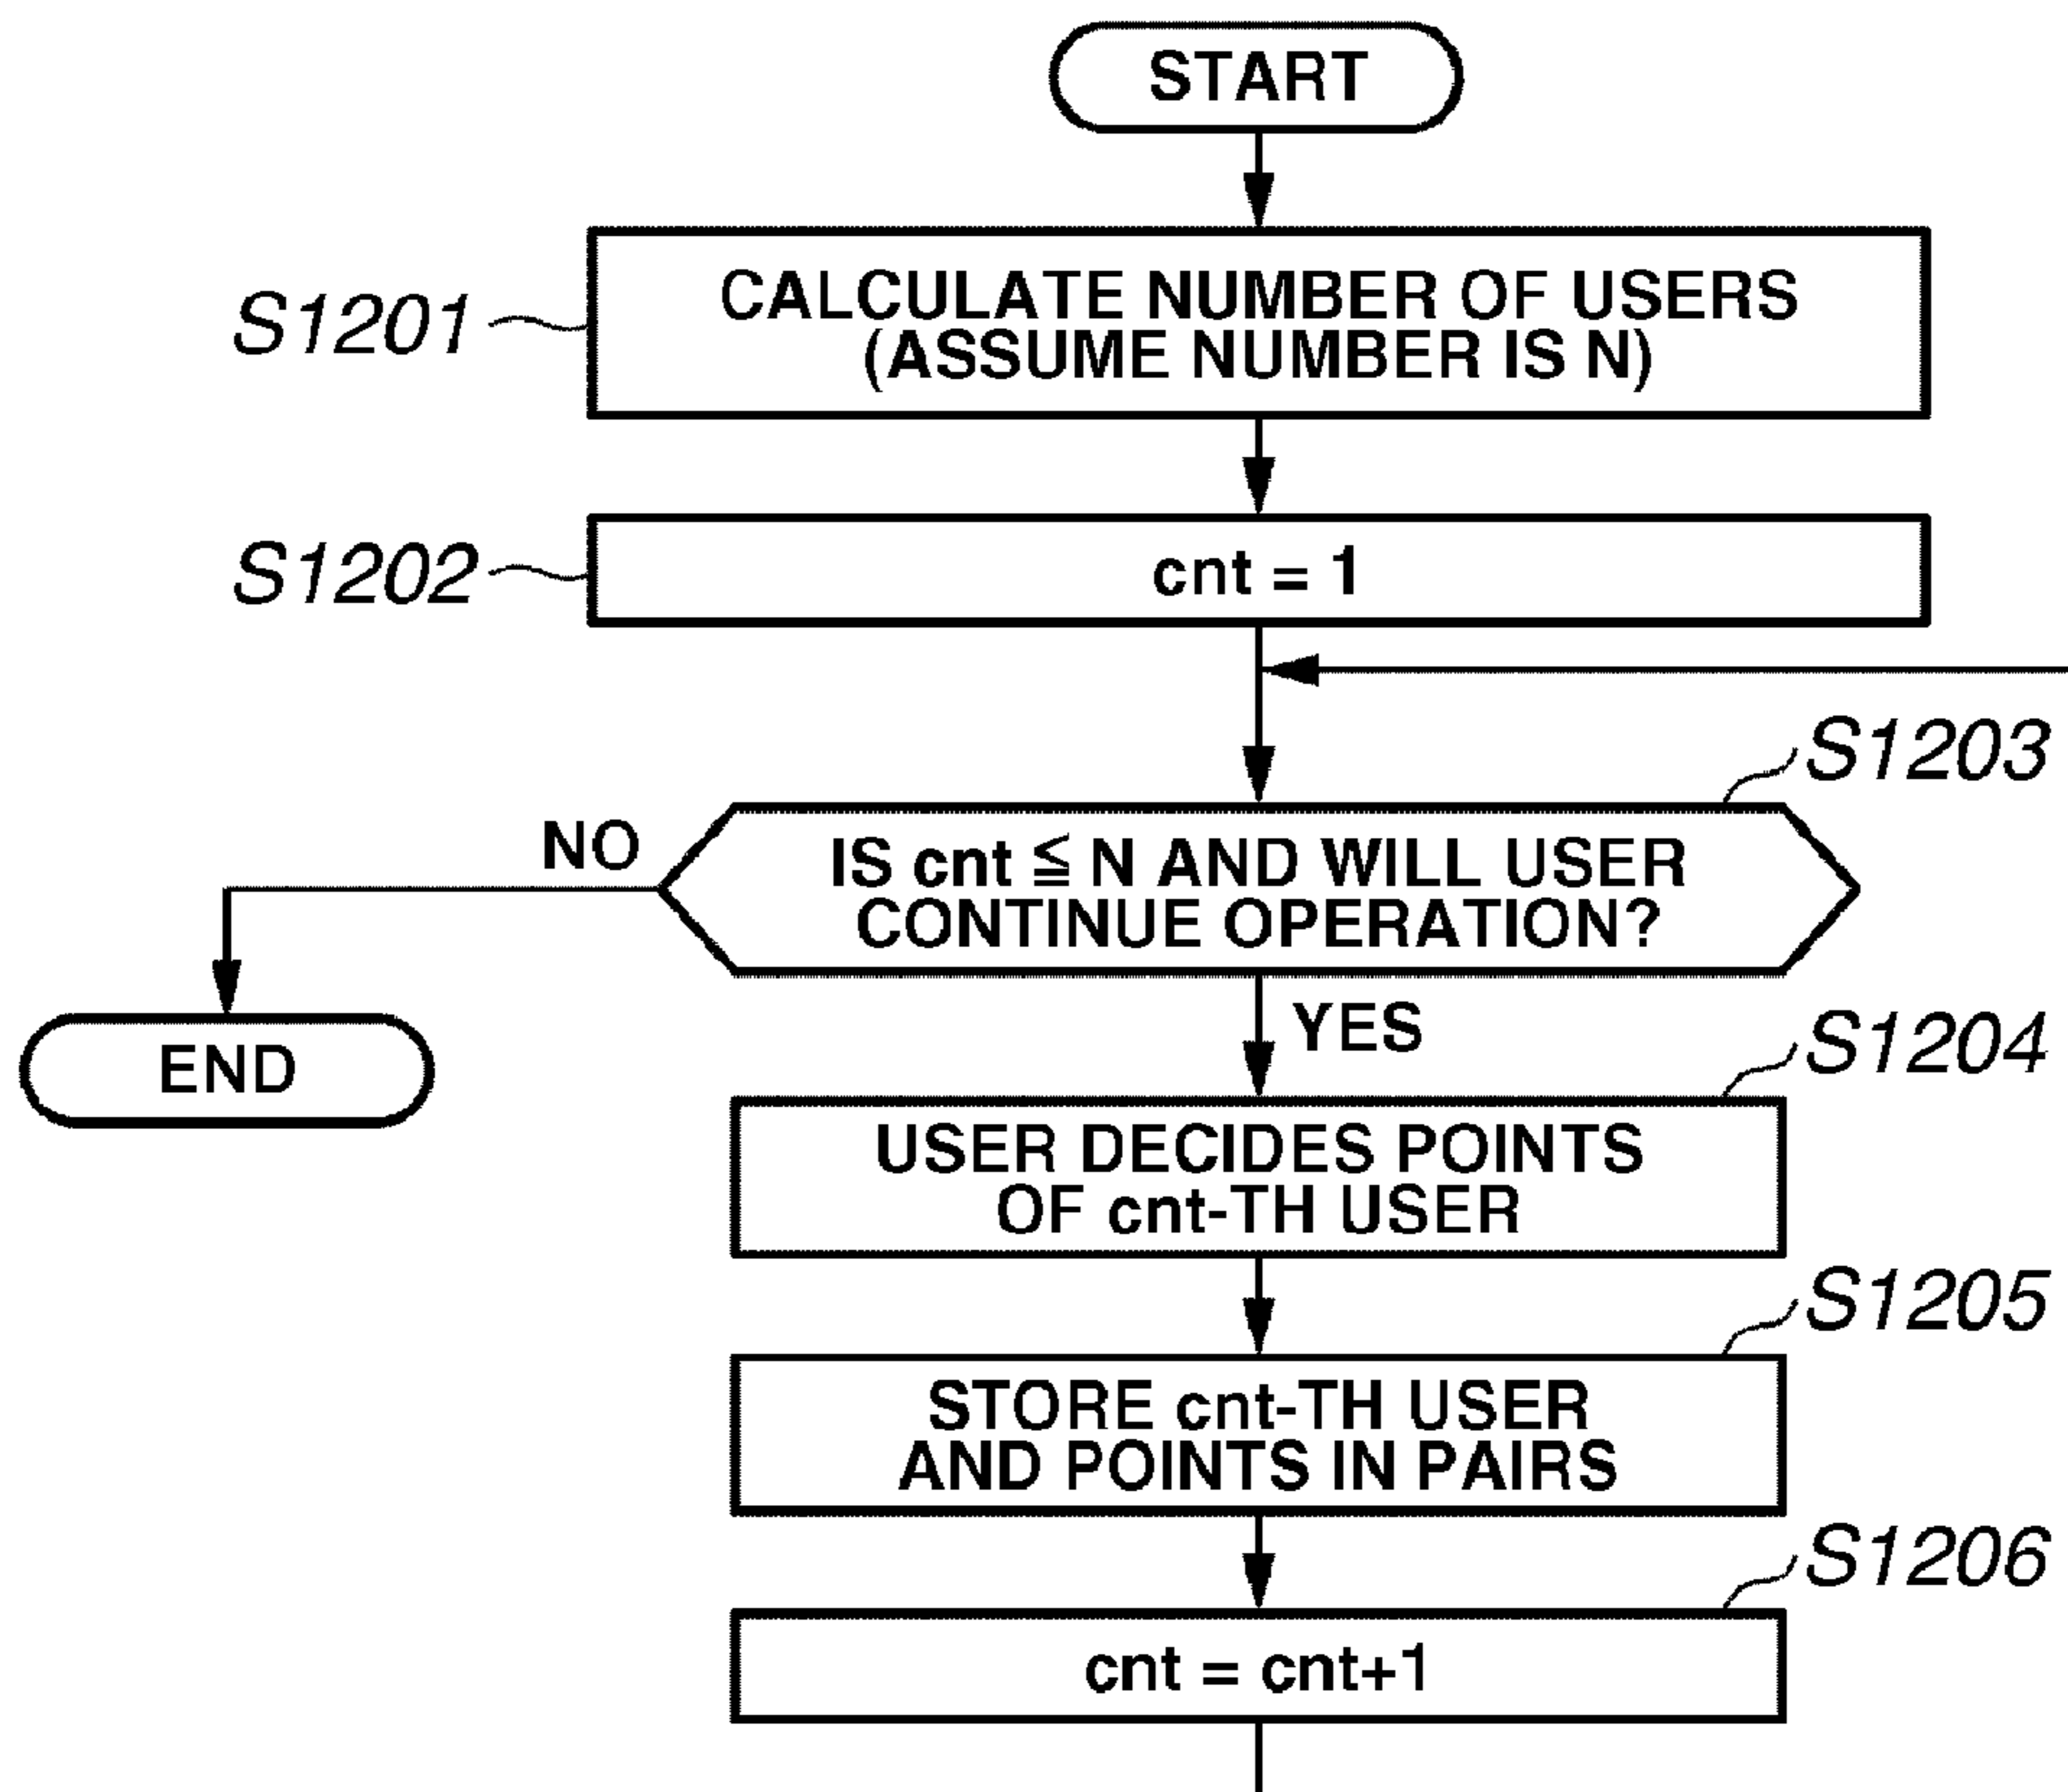 START
S1201
CALCULATE NUMBER OF USERS
(ASSUME NUMBER IS N)
S1202
cnt = 1
S1203
NO
IS cnt ≦ N AND WILL USER
CONTINUE OPERATION?
END
YES
S1204
USER DECIDES POINTS
OF cnt-TH USER
S1205
STORE cnt-TH USER
AND POINTS IN PAIRS
S1206
cnt = cnt+1